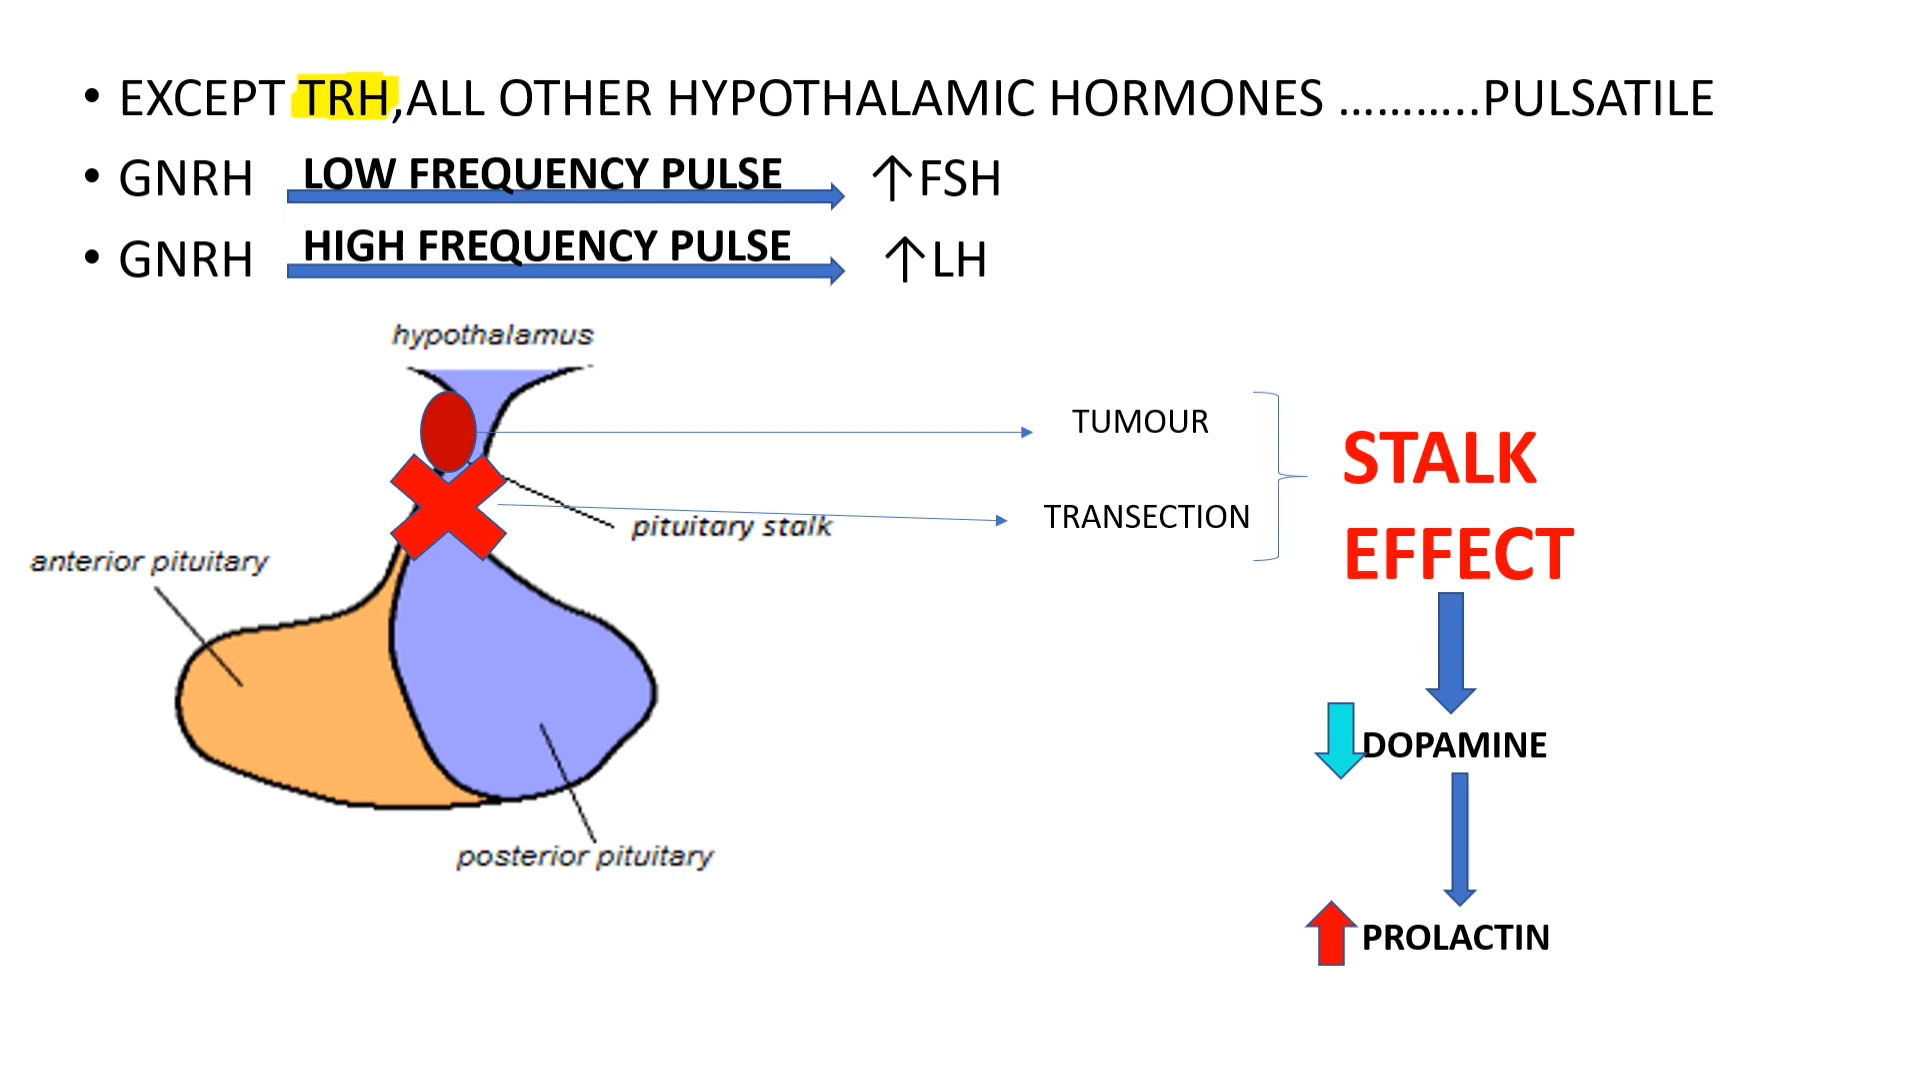 • EXCEPT TRH,ALL OTHER HYPOTHALAMIC HORMONES ………..PULSATILE
• GNRH LOW FREQUENCY PULSE ↑FSH
• GNRH HIGH FREQUENCY PULSE ↑LH
hypothalamus
TUMOUR
STALK
EFFECT
TRANSECTION
pituitary stalk
anterior pituitary
DOPAMINE
posterior pituitary
PROLACTIN